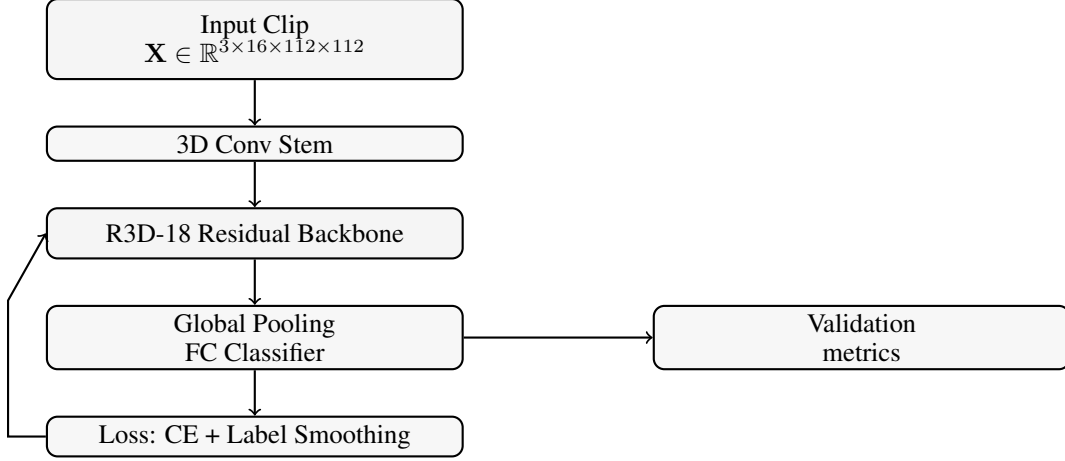 Input Clip
X ∈ ℝ^{3×16×112×112}
3D Conv Stem
R3D-18 Residual Backbone
Global Pooling
FC Classifier
Validation
metrics
Loss: CE + Label Smoothing